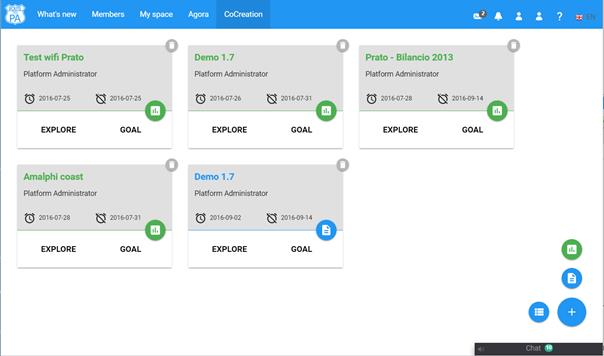 ROUTE
PA
What's new
Members
My space
Agora
CoCreation
2
?
EN
Test wifi Prato
Platform Administrator
2016-07-25
2016-07-25
EXPLORE
GOAL
Demo 1.7
Platform Administrator
2016-07-26
2016-07-31
EXPLORE
GOAL
Prato - Bilancio 2013
Platform Administrator
2016-07-28
2016-09-14
EXPLORE
GOAL
Amalphi coast
Platform Administrator
2016-07-28
2016-07-31
EXPLORE
GOAL
Demo 1.7
Platform Administrator
2016-09-02
2016-09-14
EXPLORE
GOAL
+
Chat 10